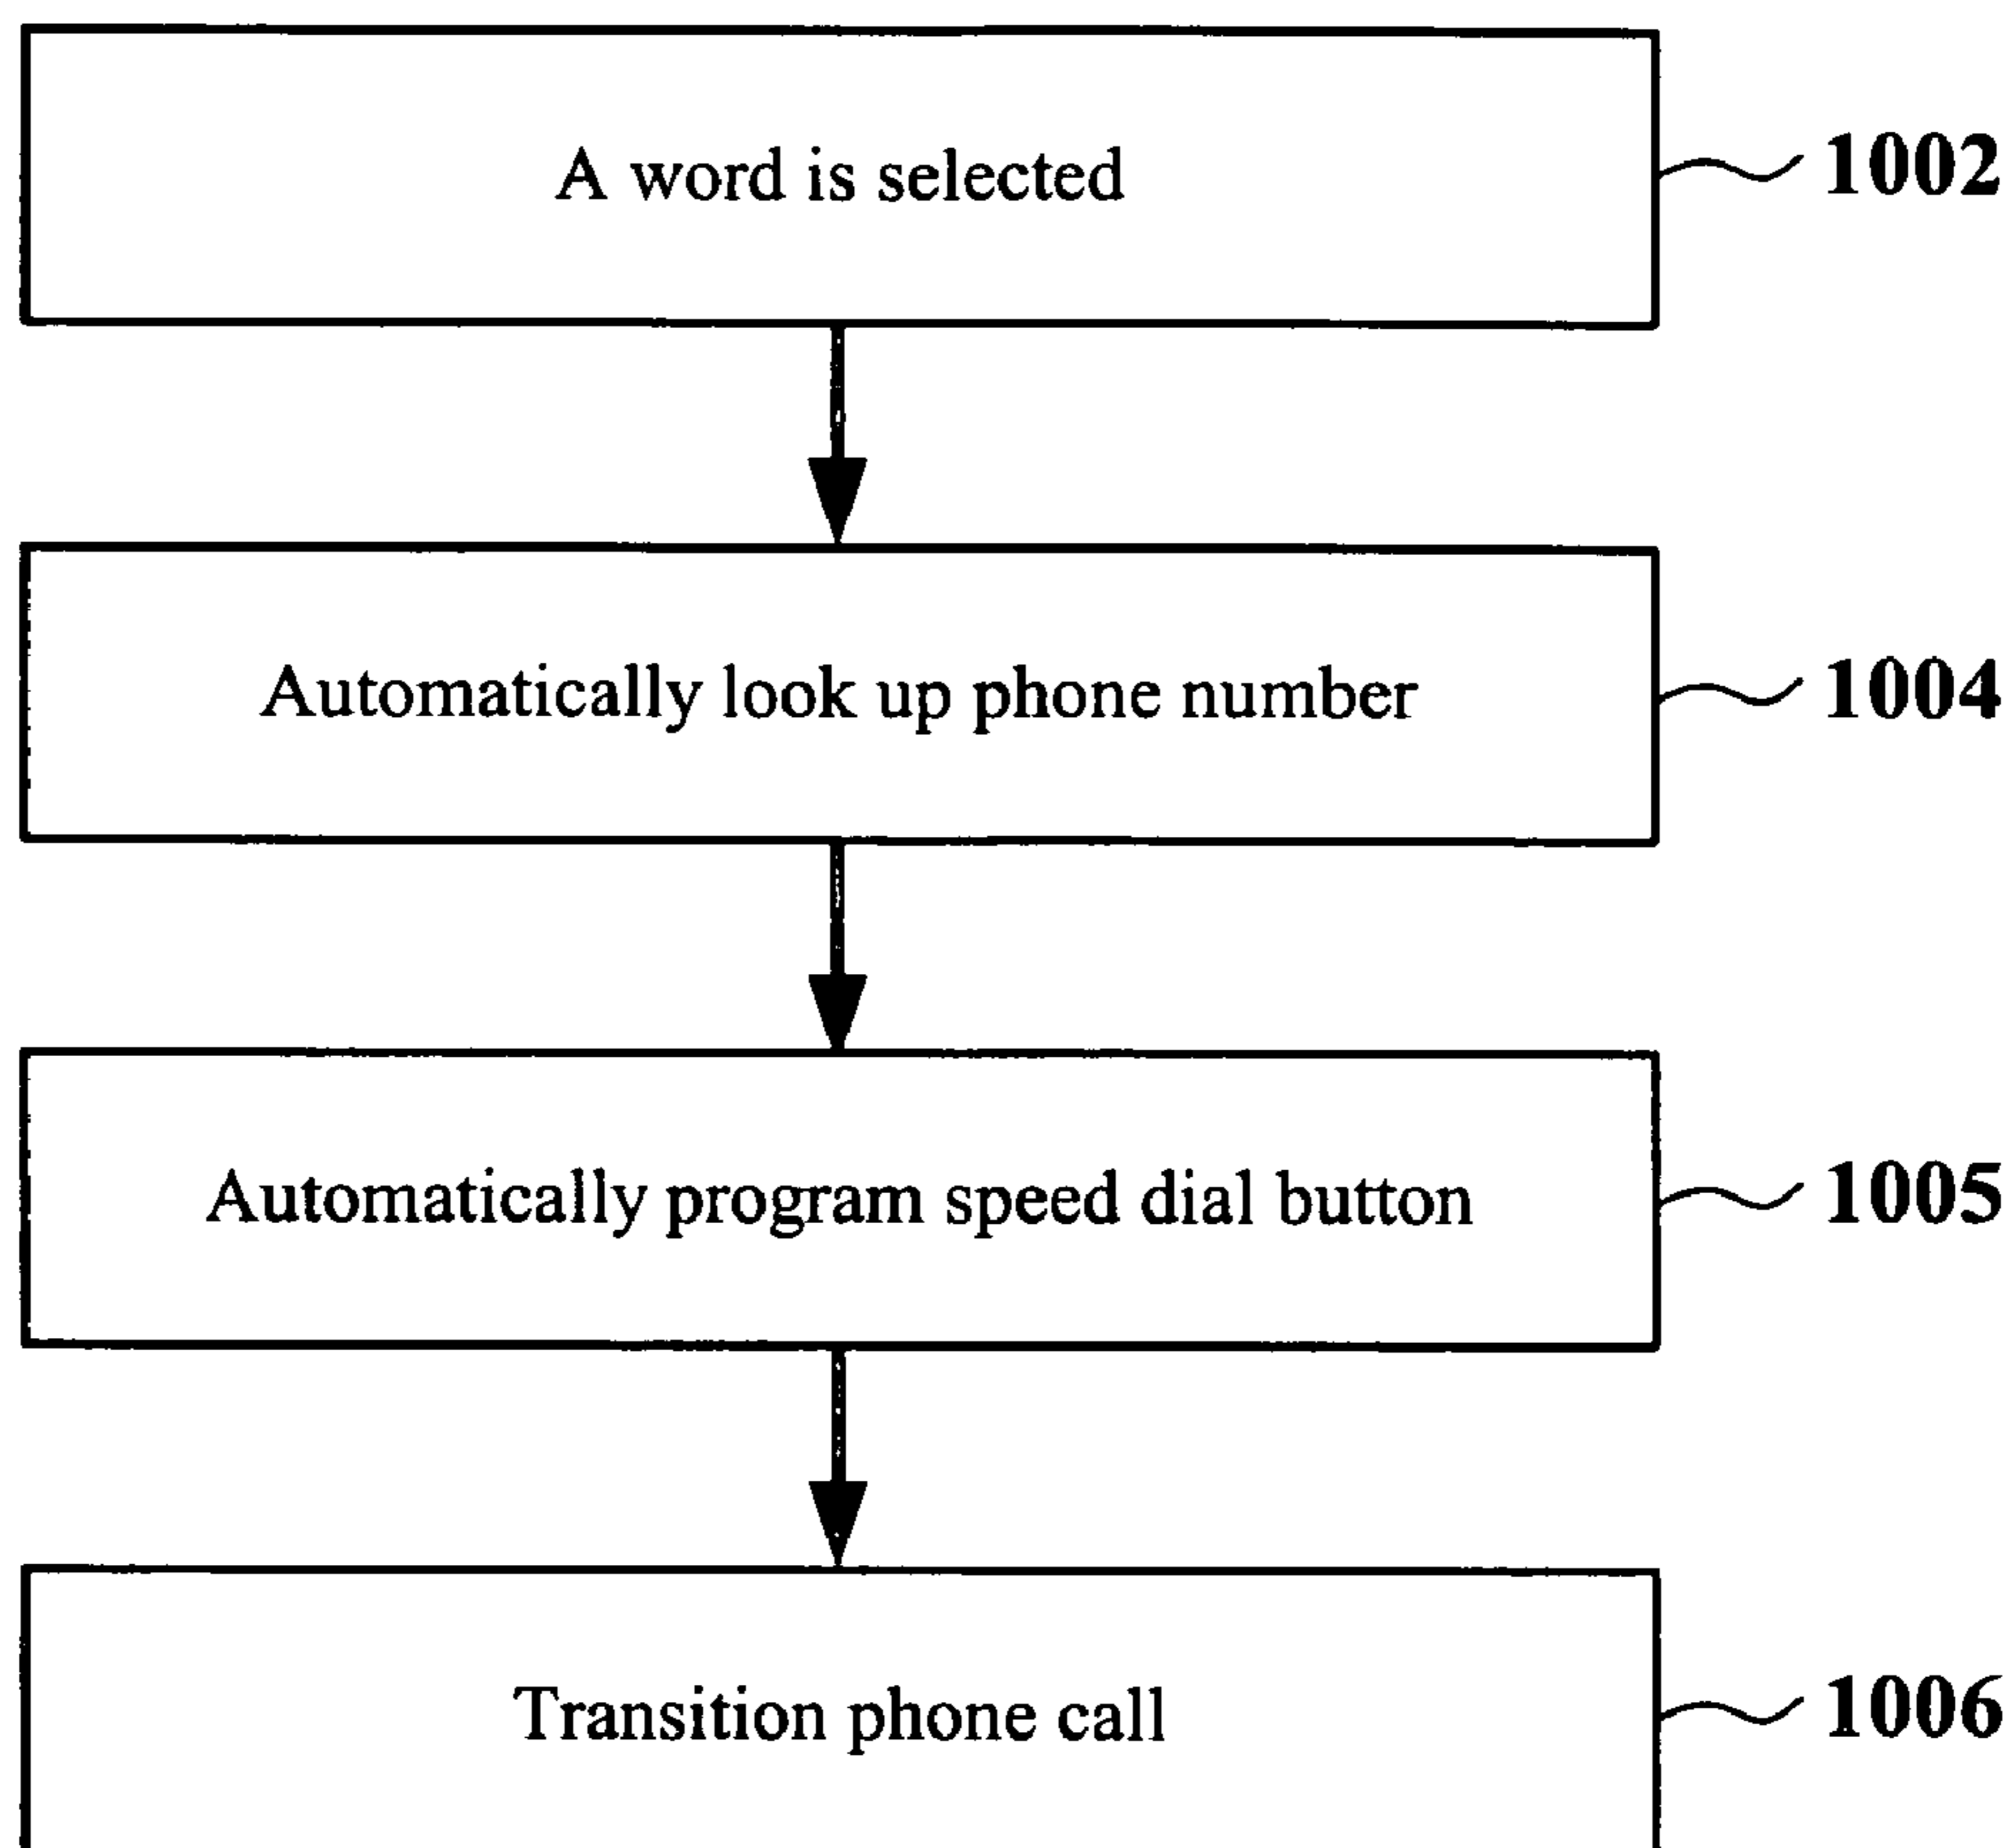 A word is selected
1002
Automatically look up phone number
1004
Automatically program speed dial button
1005
Transition phone call
1006